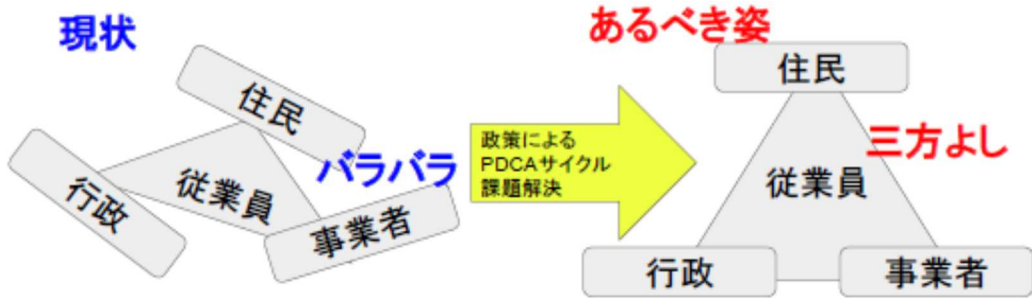 現状
住民
バラバラ
行政
従業員
事業者
政策による
PDCAサイクル
課題解決
あるべき姿
住民
三方よし
従業員
行政
事業者